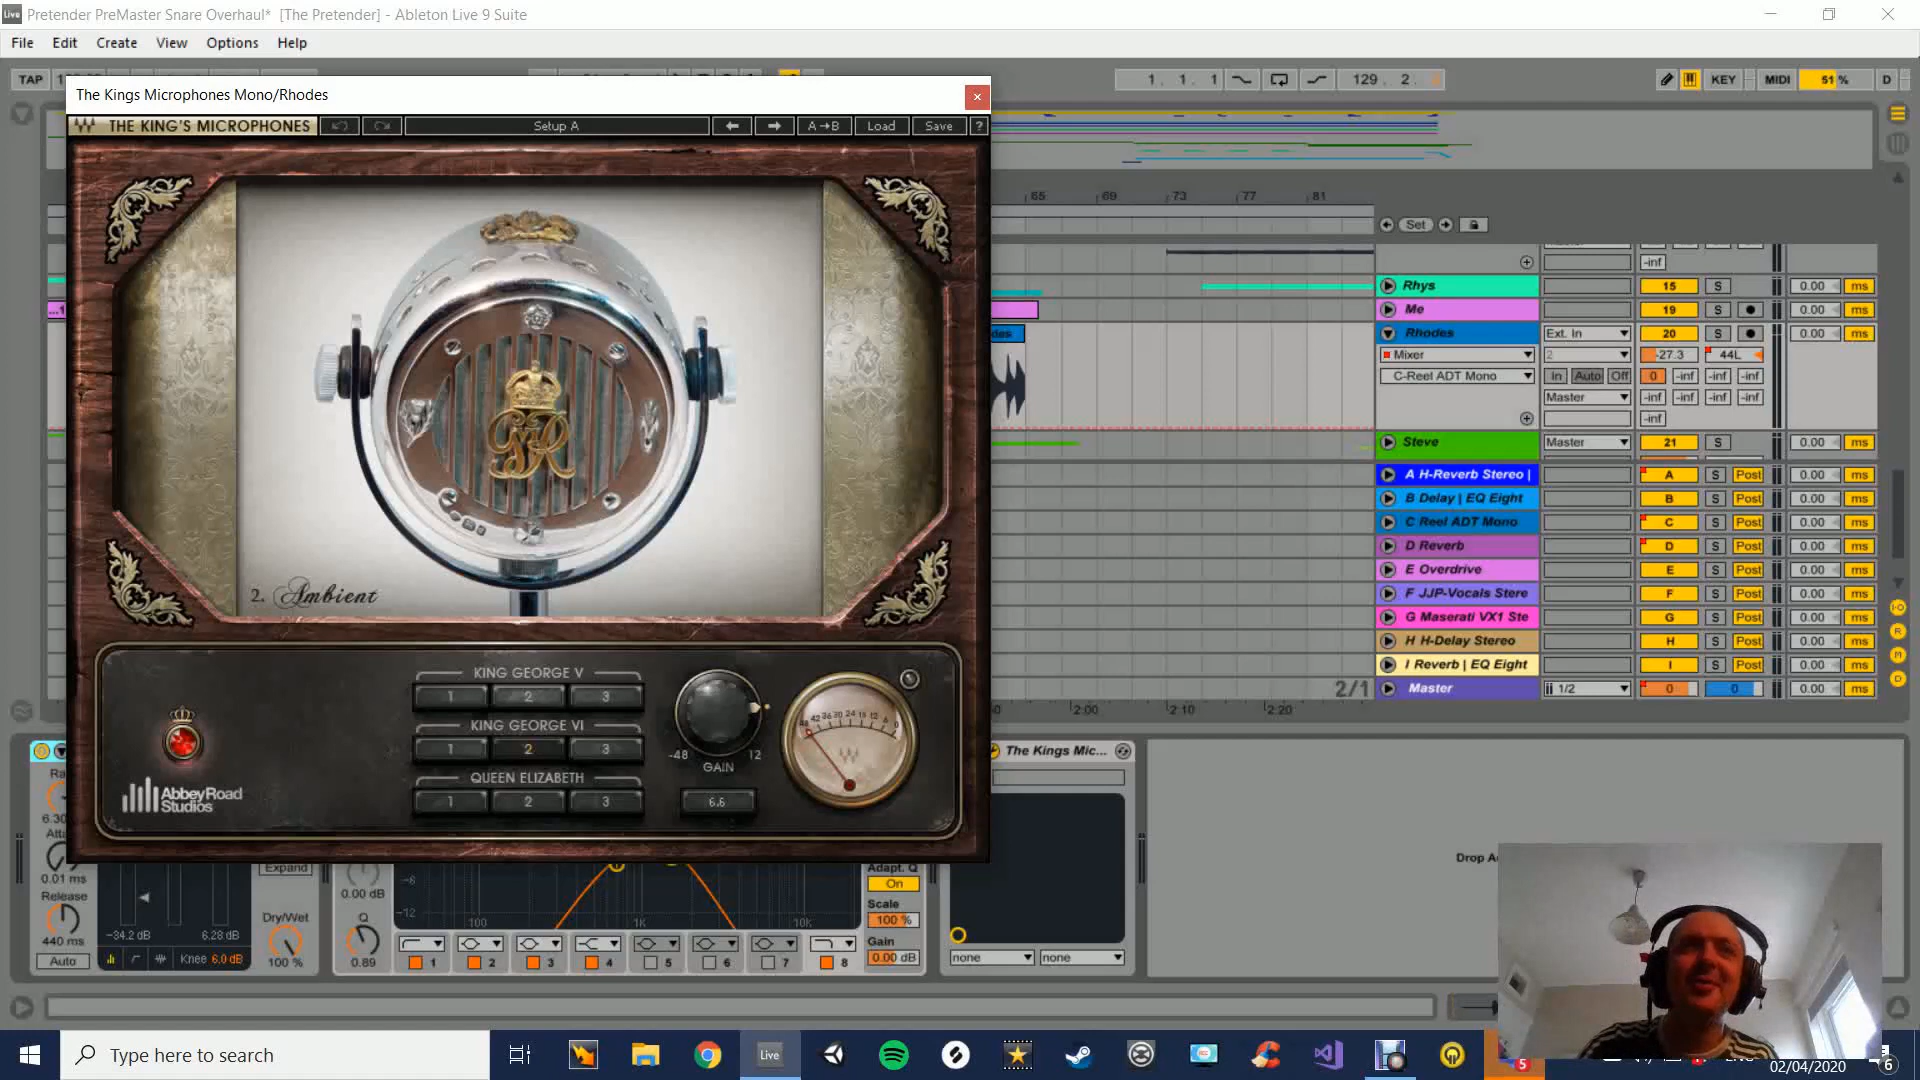 Live Pretender PreMaster Snare Overhaul* [The Pretender] - Ableton Live 9 Suite
File Edit Create View Options Help
TAP
1. 1. 1
129. 2.
KEY
MIDI
51 %
D
The Kings Microphones Mono/Rhodes
THE KING'S MICROPHONES
Setup A
A→B
Load
Save
?
2. Ambient
KING GEORGE V
1 2 3
KING GEORGE VI
1 2 3
QUEEN ELIZABETH
1 2 3
-48 12
GAIN
6.6
Abbey Road
Studios
65 69 73 77 81
Set
-inf
Rhys 15 S 0.00 ms
Me 19 S 0.00 ms
Rhodes Ext. In 20 S 0.00 ms
Mixer 2 -27.3 44L
C-Reel ADT Mono In Auto Off 0 -inf -inf -inf
Master -inf -inf -inf -inf
-inf
Steve Master 21 S 0.00 ms
A H-Reverb Stereo | A S Post 0.00 ms
B Delay | EQ Eight B S Post 0.00 ms
C Reel ADT Mono C S Post 0.00 ms
D Reverb D S Post 0.00 ms
E Overdrive E S Post 0.00 ms
F JJP-Vocals Stere F S Post 0.00 ms
G Maserati VX1 Ste G S Post 0.00 ms
H H-Delay Stereo H S Post 0.00 ms
I Reverb | EQ Eight I S Post 0.00 ms
2/1 Master 1/2 0 0 0.00 ms
2:00 2:10 2:20
The Kings Mic...
none none
Drop
0.01 ms
Release
440 ms
Auto
-34.2 dB 6.28 dB
Knee 6.0 dB
Expand
Dry/Wet
100 %
0.00 dB
Q
0.89
-6
-12
100 1K 10K
1 2 3 4 5 6 7 8
Adapt. Q
On
Scale
100 %
Gain
0.00 dB
Type here to search
Live
5
02/04/2020
6